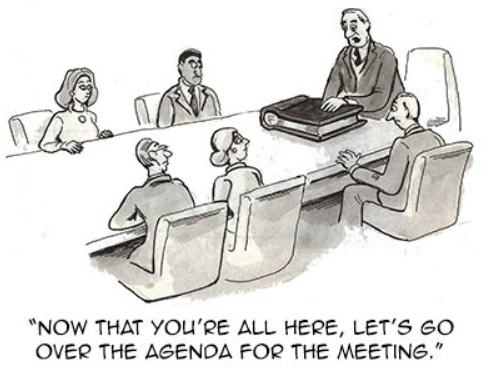 "NOW THAT YOU'RE ALL HERE, LET'S GO
OVER THE AGENDA FOR THE MEETING."